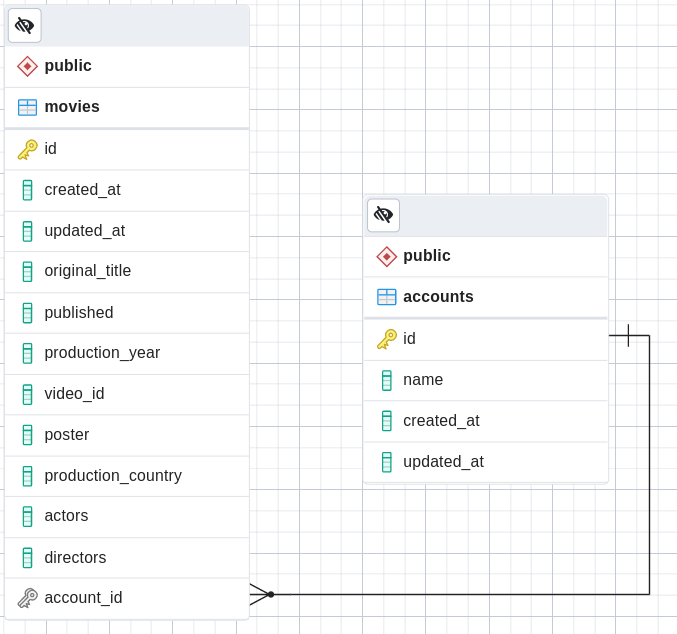 public
movies
id
created_at
updated_at
original_title
published
production_year
video_id
poster
production_country
actors
directors
account_id
public
accounts
id
name
created_at
updated_at